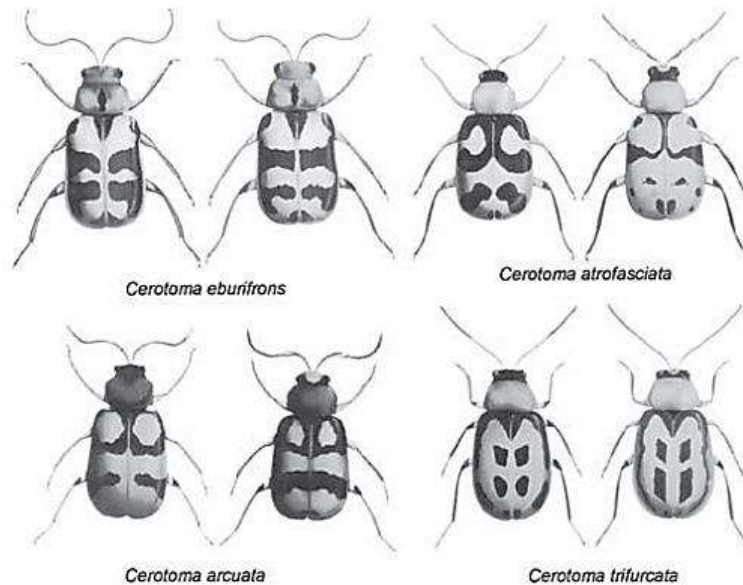 Cerotoma eburifrons
Cerotoma atrofasciata
Cerotoma arcuata
Cerotoma trifurcata